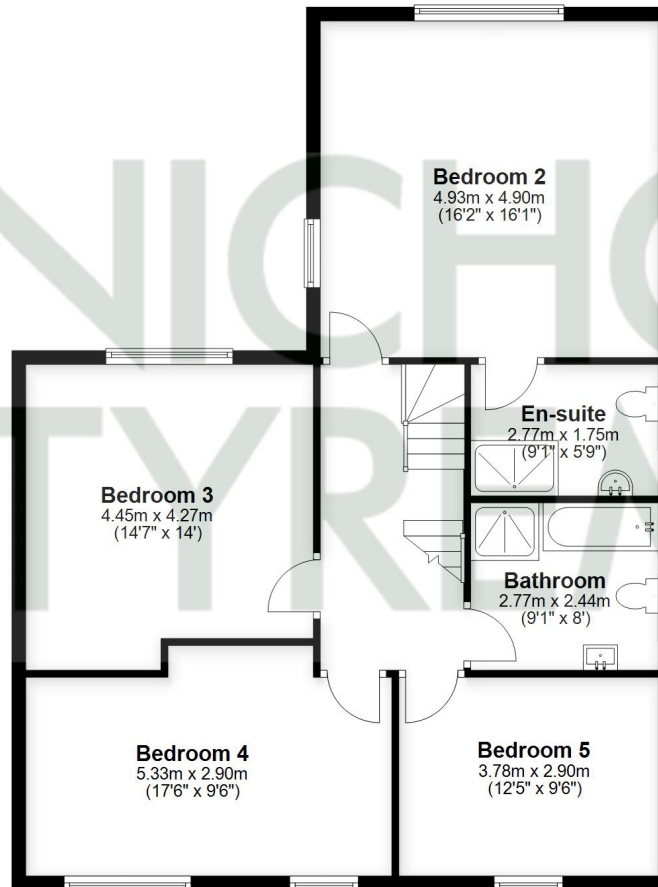 NICHO
TYREA
Bedroom 2
4.93m x 4.90m
(16'2" x 16'1")
En-suite
2.77m x 1.75m
(9'1" x 5'9")
Bedroom 3
4.45m x 4.27m
(14'7" x 14')
Bathroom
2.77m x 2.44m
(9'1" x 8')
Bedroom 4
5.33m x 2.90m
(17'6" x 9'6")
Bedroom 5
3.78m x 2.90m
(12'5" x 9'6")